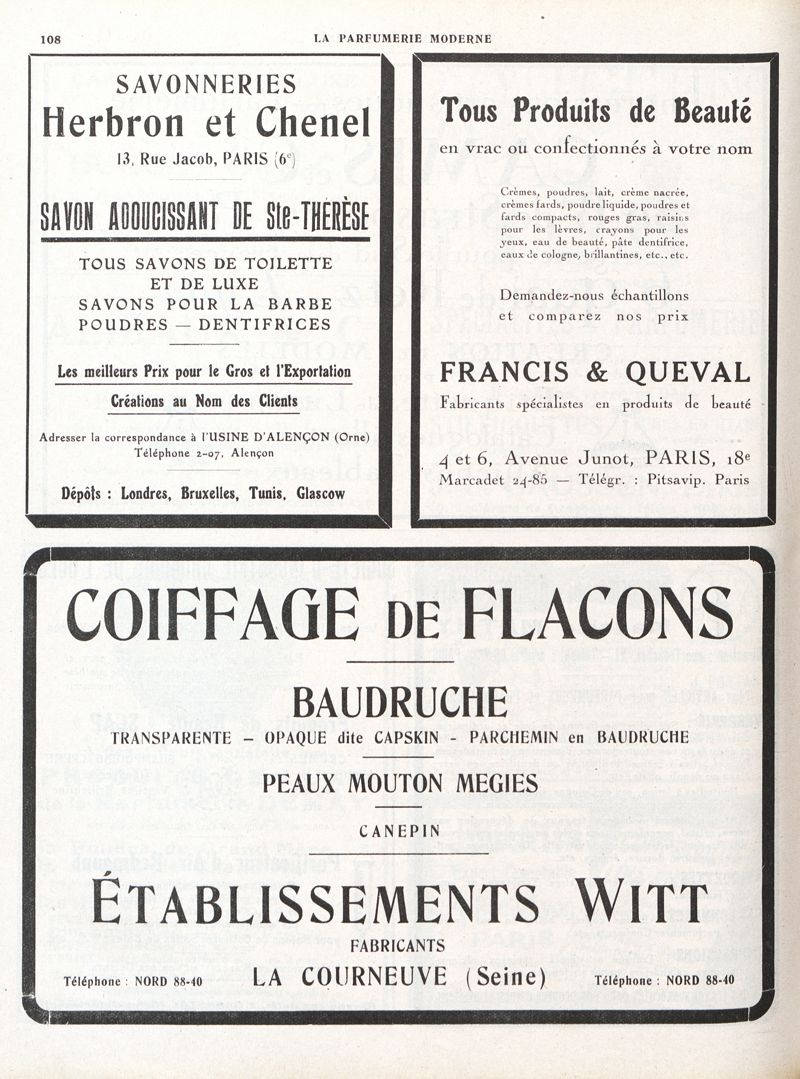 108
LA PARFUMERIE MODERNE
SAVONNERIES
Herbron et Chenel
13, Rue Jacob, PARIS (6e)
SAVON ADOUCISSANT DE Ste-THÉRÈSE
TOUS SAVONS DE TOILETTE
ET DE LUXE
SAVONS POUR LA BARBE
POUDRES — DENTIFRICES
Les meilleurs Prix pour le Gros et l'Exportation
Créations au Nom des Clients
Adresser la correspondance à l'USINE D'ALENÇON (Orne)
Téléphone 2-07, Alençon
Dépôts : Londres, Bruxelles, Tunis, Glascow
Tous Produits de Beauté
en vrac ou confectionnés à votre nom
Crèmes, poudres, lait, crème nacrée,
crèmes fards, poudre liquide, poudres et
fards compacts, rouges gras, raisins
pour les lèvres, crayons pour les
yeux, eau de beauté, pâte dentifrice,
eaux de cologne, brillantines, etc., etc.
Demandez-nous échantillons
et comparez nos prix
FRANCIS & QUEVAL
Fabricants spécialistes en produits de beauté
4 et 6, Avenue Junot, PARIS, 18e
Marcadet 24-85 — Télégr. : Pitsavip. Paris
COIFFAGE DE FLACONS
BAUDRUCHE
TRANSPARENTE – OPAQUE dite CAPSKIN - PARCHEMIN en BAUDRUCHE
PEAUX MOUTON MEGIES
CANEPIN
ÉTABLISSEMENTS WITT
FABRICANTS
Téléphone : NORD 88-40 LA COURNEUVE (Seine) Téléphone : NORD 88-40